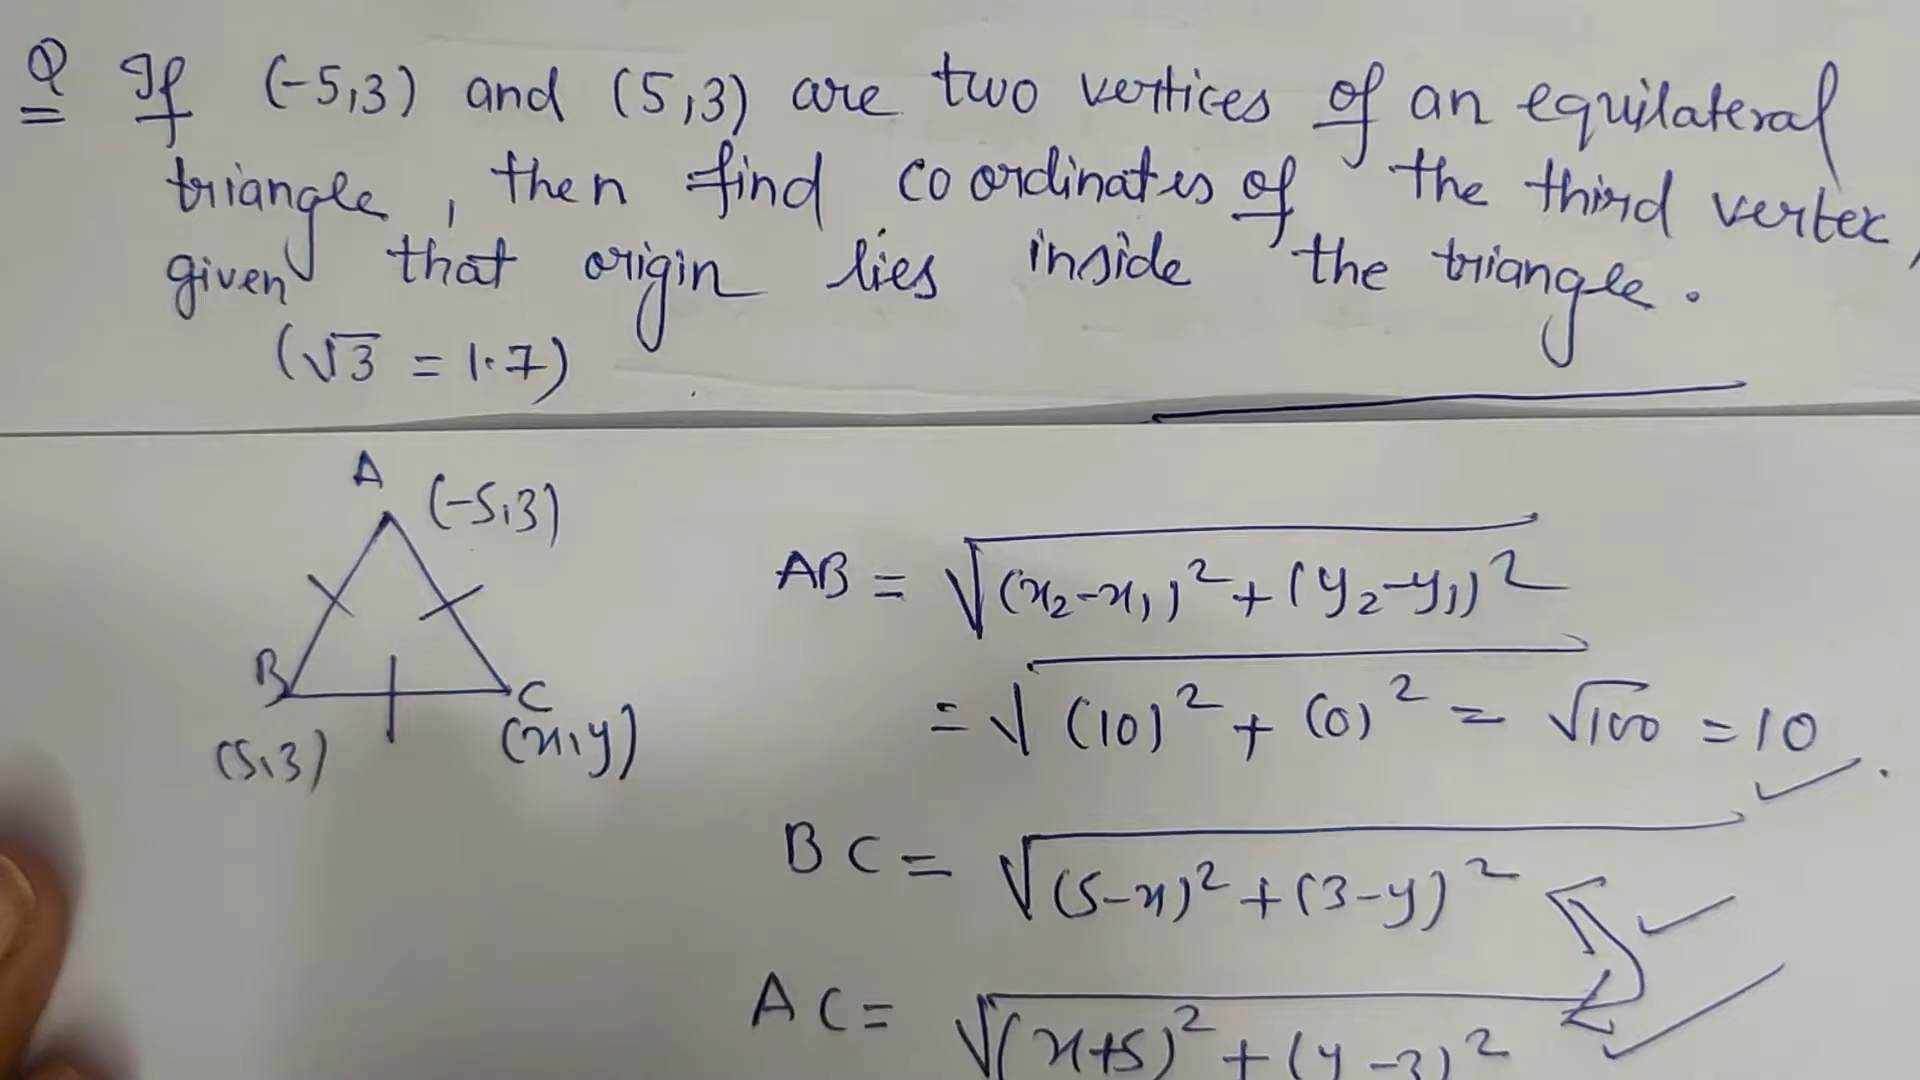 Q If (-5,3) and (5,3) are two vertices of an equilateral
triangle, then find coordinates of the third vertex,
given that origin lies inside the triangle.
(√3 = 1.7)
A (-5,3)
B
(5,3)
C
(x,y)
AB = √(x₂-x₁)²+(y₂-y₁)²
=√(10)²+(0)² = √100 = 10
BC = √(5-x)²+(3-y)²
AC = √(x+5)²+(y-3)²